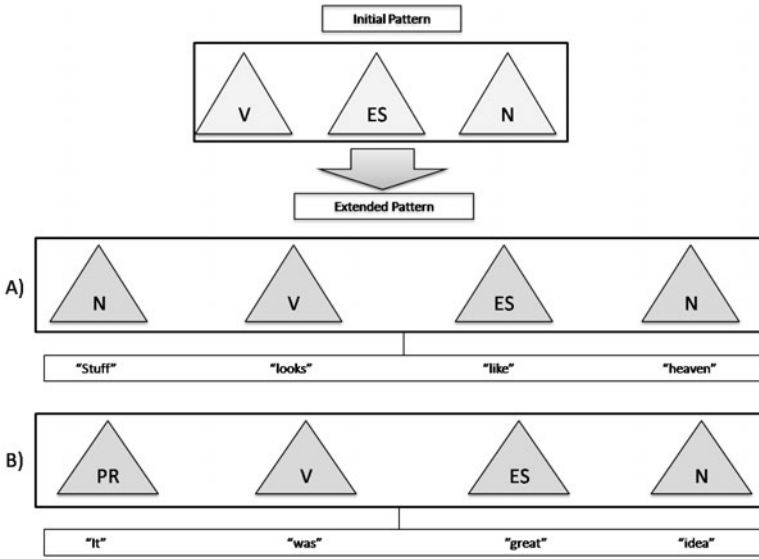 Initial Pattern
V ES N
Extended Pattern
A) N V ES N
"Stuff" "looks" "like" "heaven"
B) PR V ES N
"It" "was" "great" "idea"